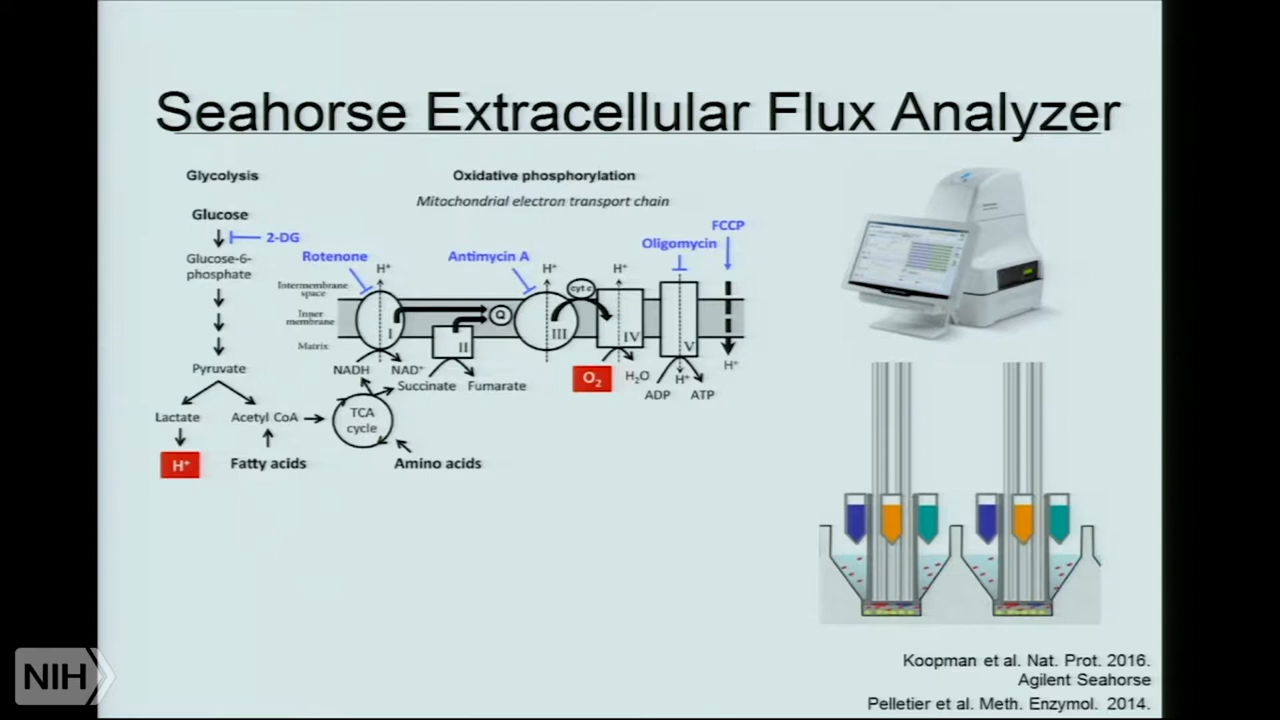 Seahorse Extracellular Flux Analyzer
Glycolysis
Oxidative phosphorylation
Mitochondrial electron transport chain
Glucose
2-DG
Glucose-6-
phosphate
Pyruvate
Lactate
Acetyl CoA
H⁺
Fatty acids
Amino acids
TCA
cycle
Rotenone
Antimycin A
Oligomycin
FCCP
H⁺
H⁺
H⁺
Intermembrane
space
Inner
membrane
Matrix
I
II
Q
III
cyt c
IV
V
NADH
NAD⁺
Succinate
Fumarate
O₂
H₂O
H⁺
H⁺
ADP
ATP
Koopman et al. Nat. Prot. 2016.
Agilent Seahorse
Pelletier et al. Meth. Enzymol. 2014.
NIH